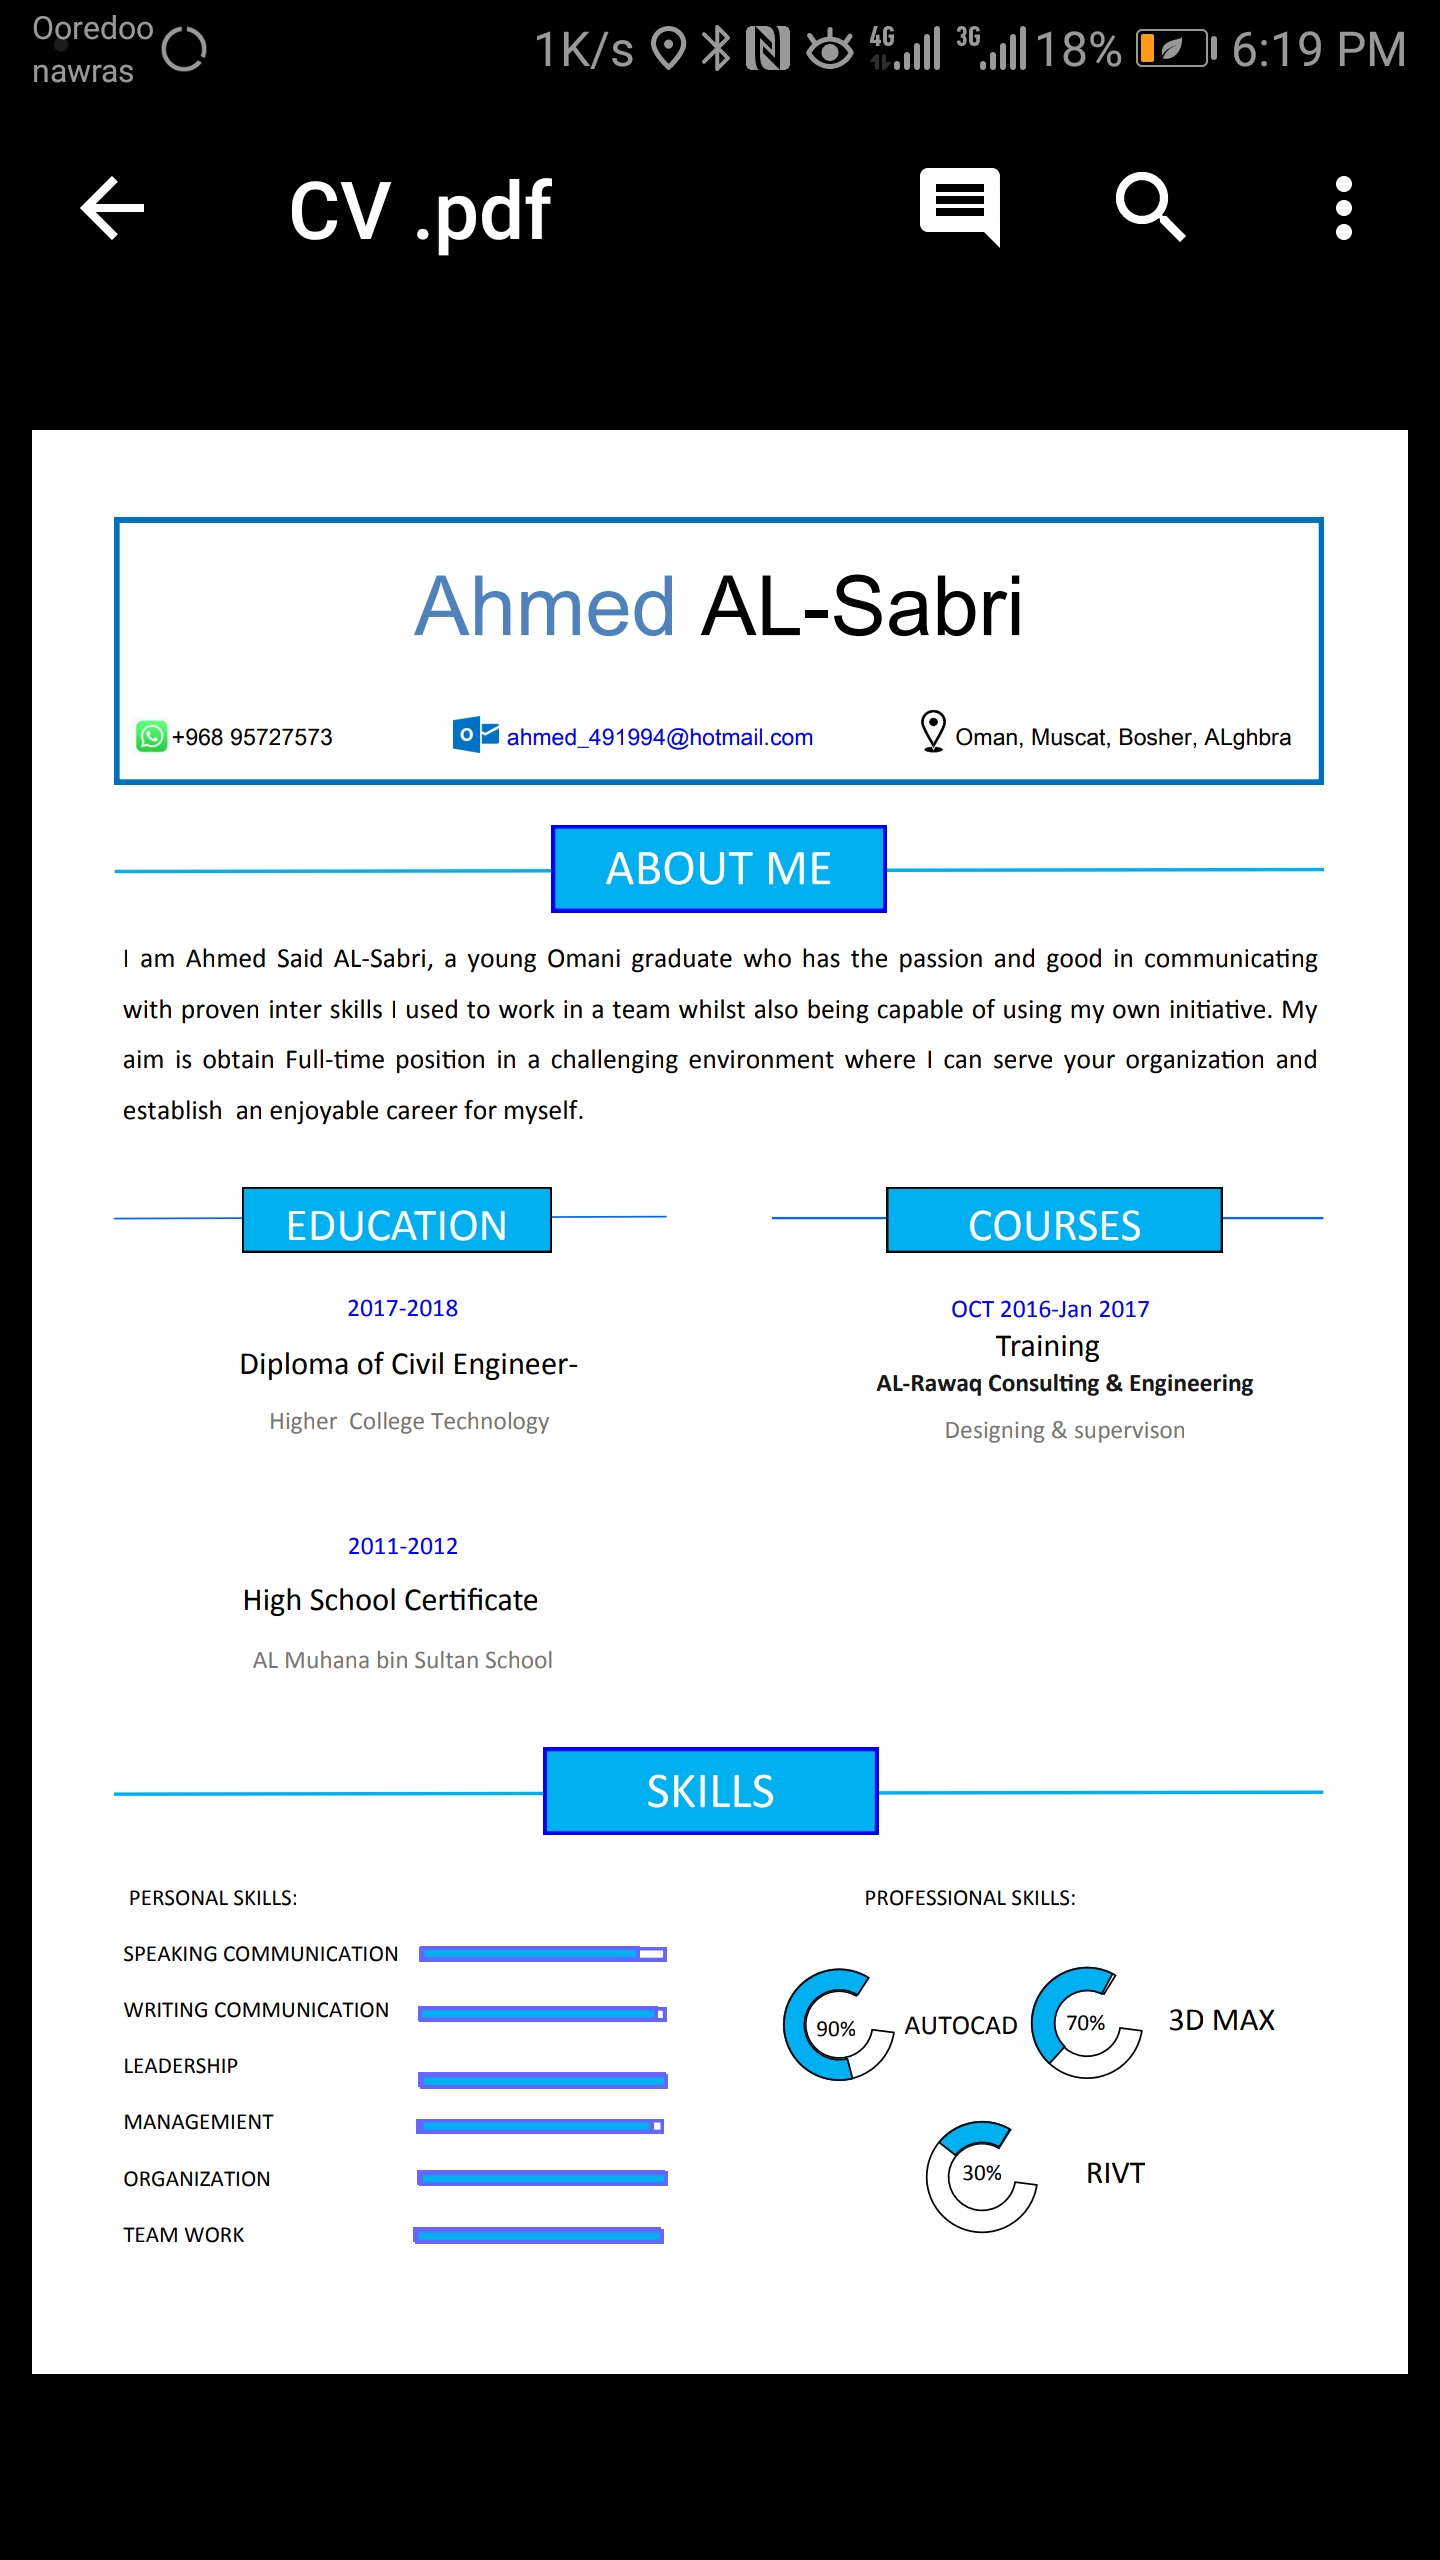 Ooredoo
nawras
1K/s 4G 3G 18% 6:19 PM
CV .pdf
Ahmed AL-Sabri
+968 95727573 ahmed_491994@hotmail.com Oman, Muscat, Bosher, ALghbra
ABOUT ME
I am Ahmed Said AL-Sabri, a young Omani graduate who has the passion and good in communicating
with proven inter skills I used to work in a team whilst also being capable of using my own initiative. My
aim is obtain Full-time position in a challenging environment where I can serve your organization and
establish an enjoyable career for myself.
EDUCATION
2017-2018
Diploma of Civil Engineer-
Higher College Technology
2011-2012
High School Certificate
AL Muhana bin Sultan School
COURSES
OCT 2016-Jan 2017
Training
AL-Rawaq Consulting & Engineering
Designing & supervison
SKILLS
PERSONAL SKILLS:
SPEAKING COMMUNICATION
WRITING COMMUNICATION
LEADERSHIP
MANAGEMIENT
ORGANIZATION
TEAM WORK
PROFESSIONAL SKILLS:
90% AUTOCAD 70% 3D MAX
30% RIVT